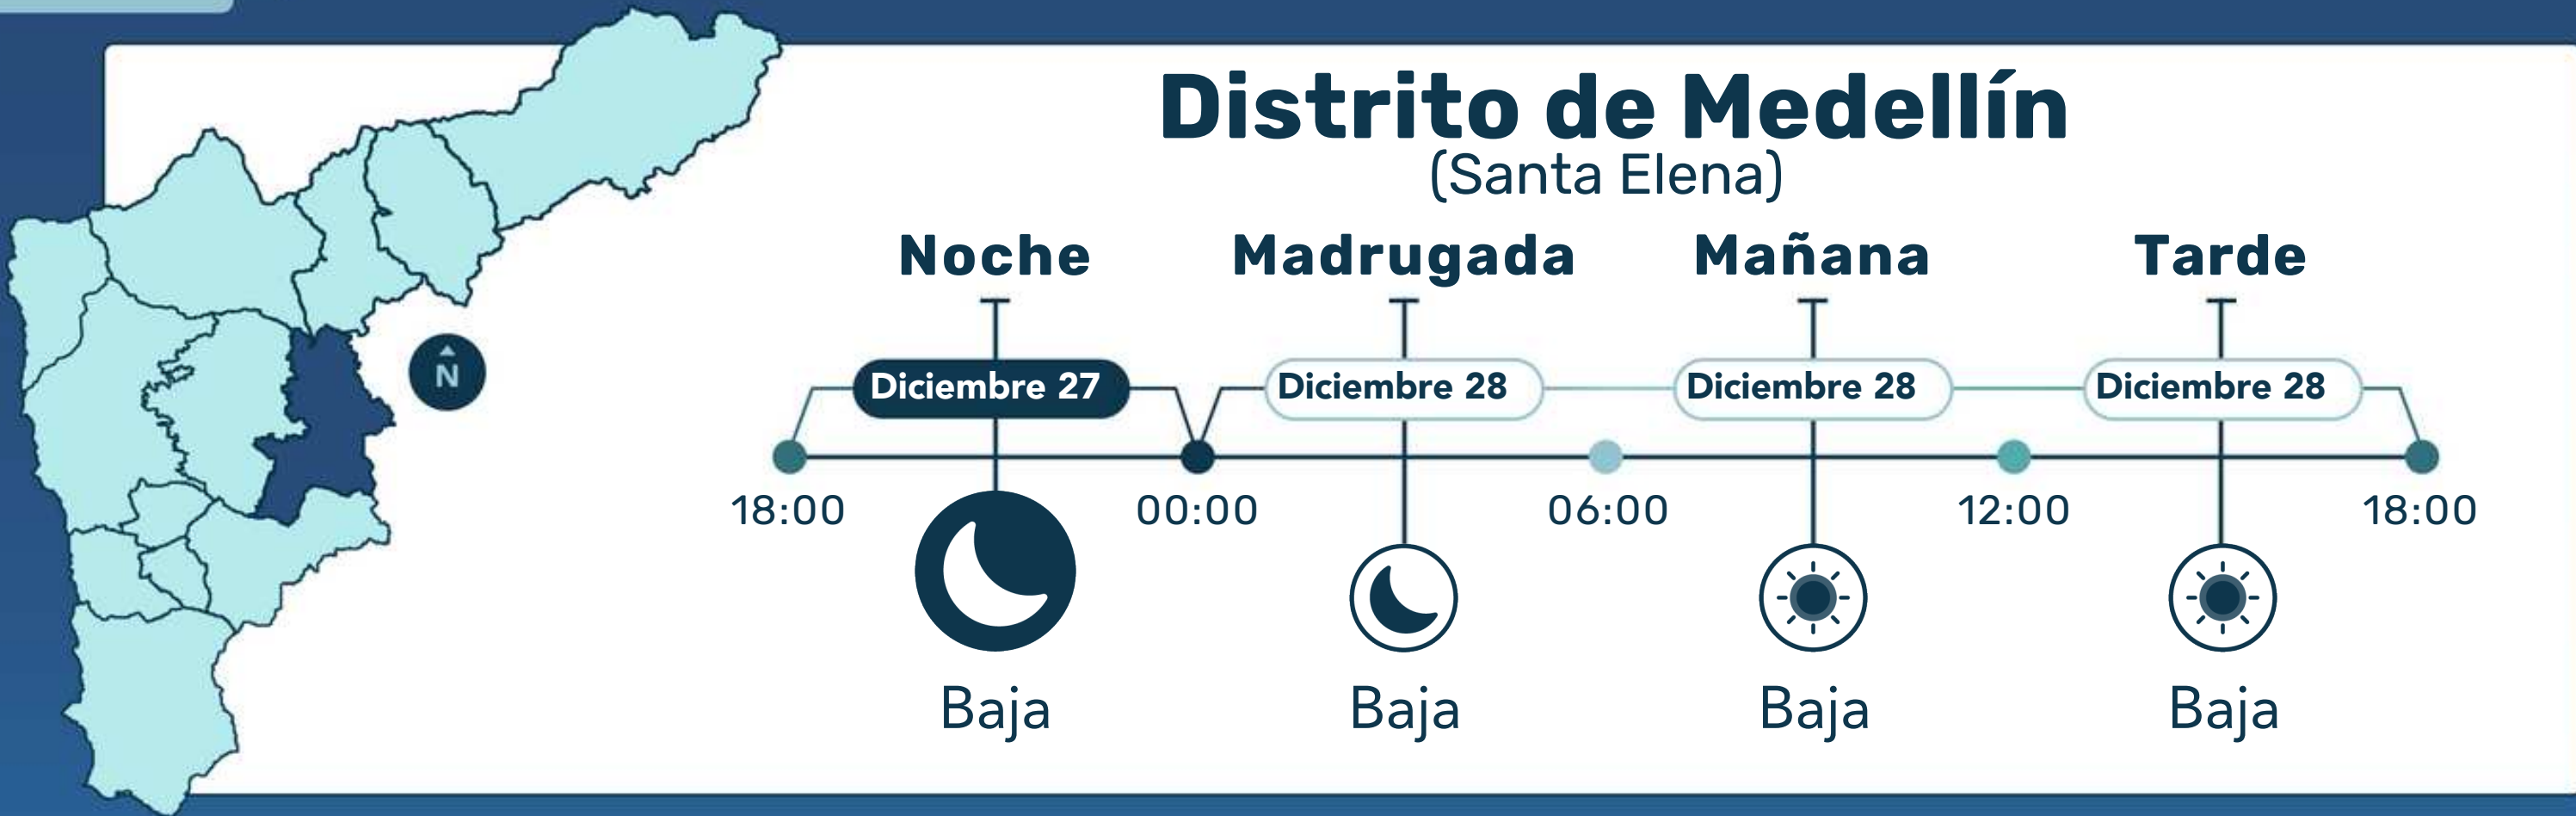 Distrito de Medellín
(Santa Elena)
Noche Madrugada Mañana Tarde
N
Diciembre 27 Diciembre 28 Diciembre 28 Diciembre 28
18:00 00:00 06:00 12:00 18:00
Baja Baja Baja Baja